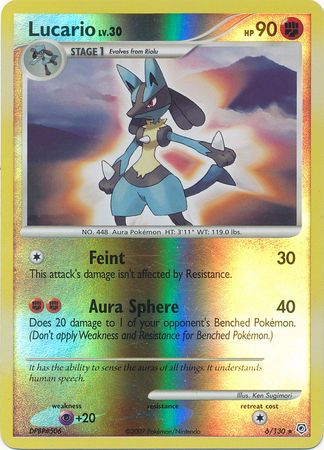 Lucario LV.30
HP 90
STAGE 1 Evolves from Riolu
NO. 448 Aura Pokémon HT: 3'11" WT: 119.0 lbs.
Feint 30
This attack's damage isn't affected by Resistance.
Aura Sphere 40
Does 20 damage to 1 of your opponent's Benched Pokémon.
(Don't apply Weakness and Resistance for Benched Pokémon.)
It has the ability to sense the auras of all things. It understands
human speech.
Illus. Ken Sugimori
weakness resistance retreat cost
+20
DPBP#506 ©2007 Pokémon/Nintendo 6/130 ★